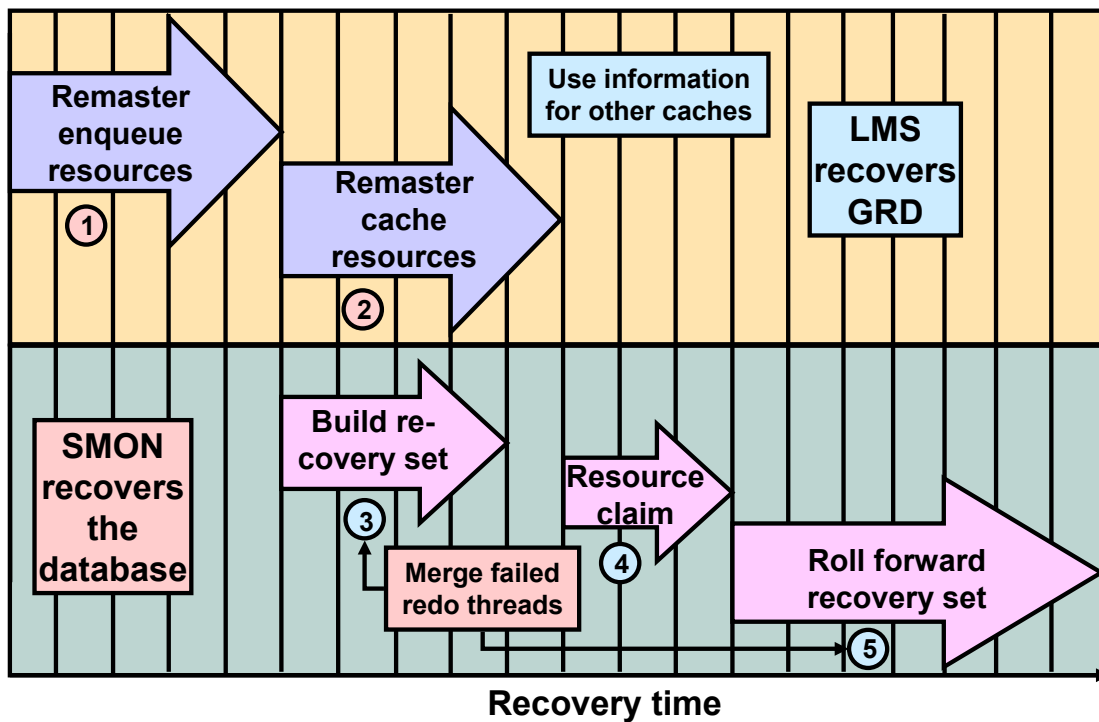 Remaster
enqueue
resources
1
Remaster
cache
resources
2
Use information
for other caches
LMS
recovers
GRD
SMON
recovers
the
database
Build re-
covery set
3
Merge failed
redo threads
Resource
claim
4
Roll forward
recovery set
5
Recovery time